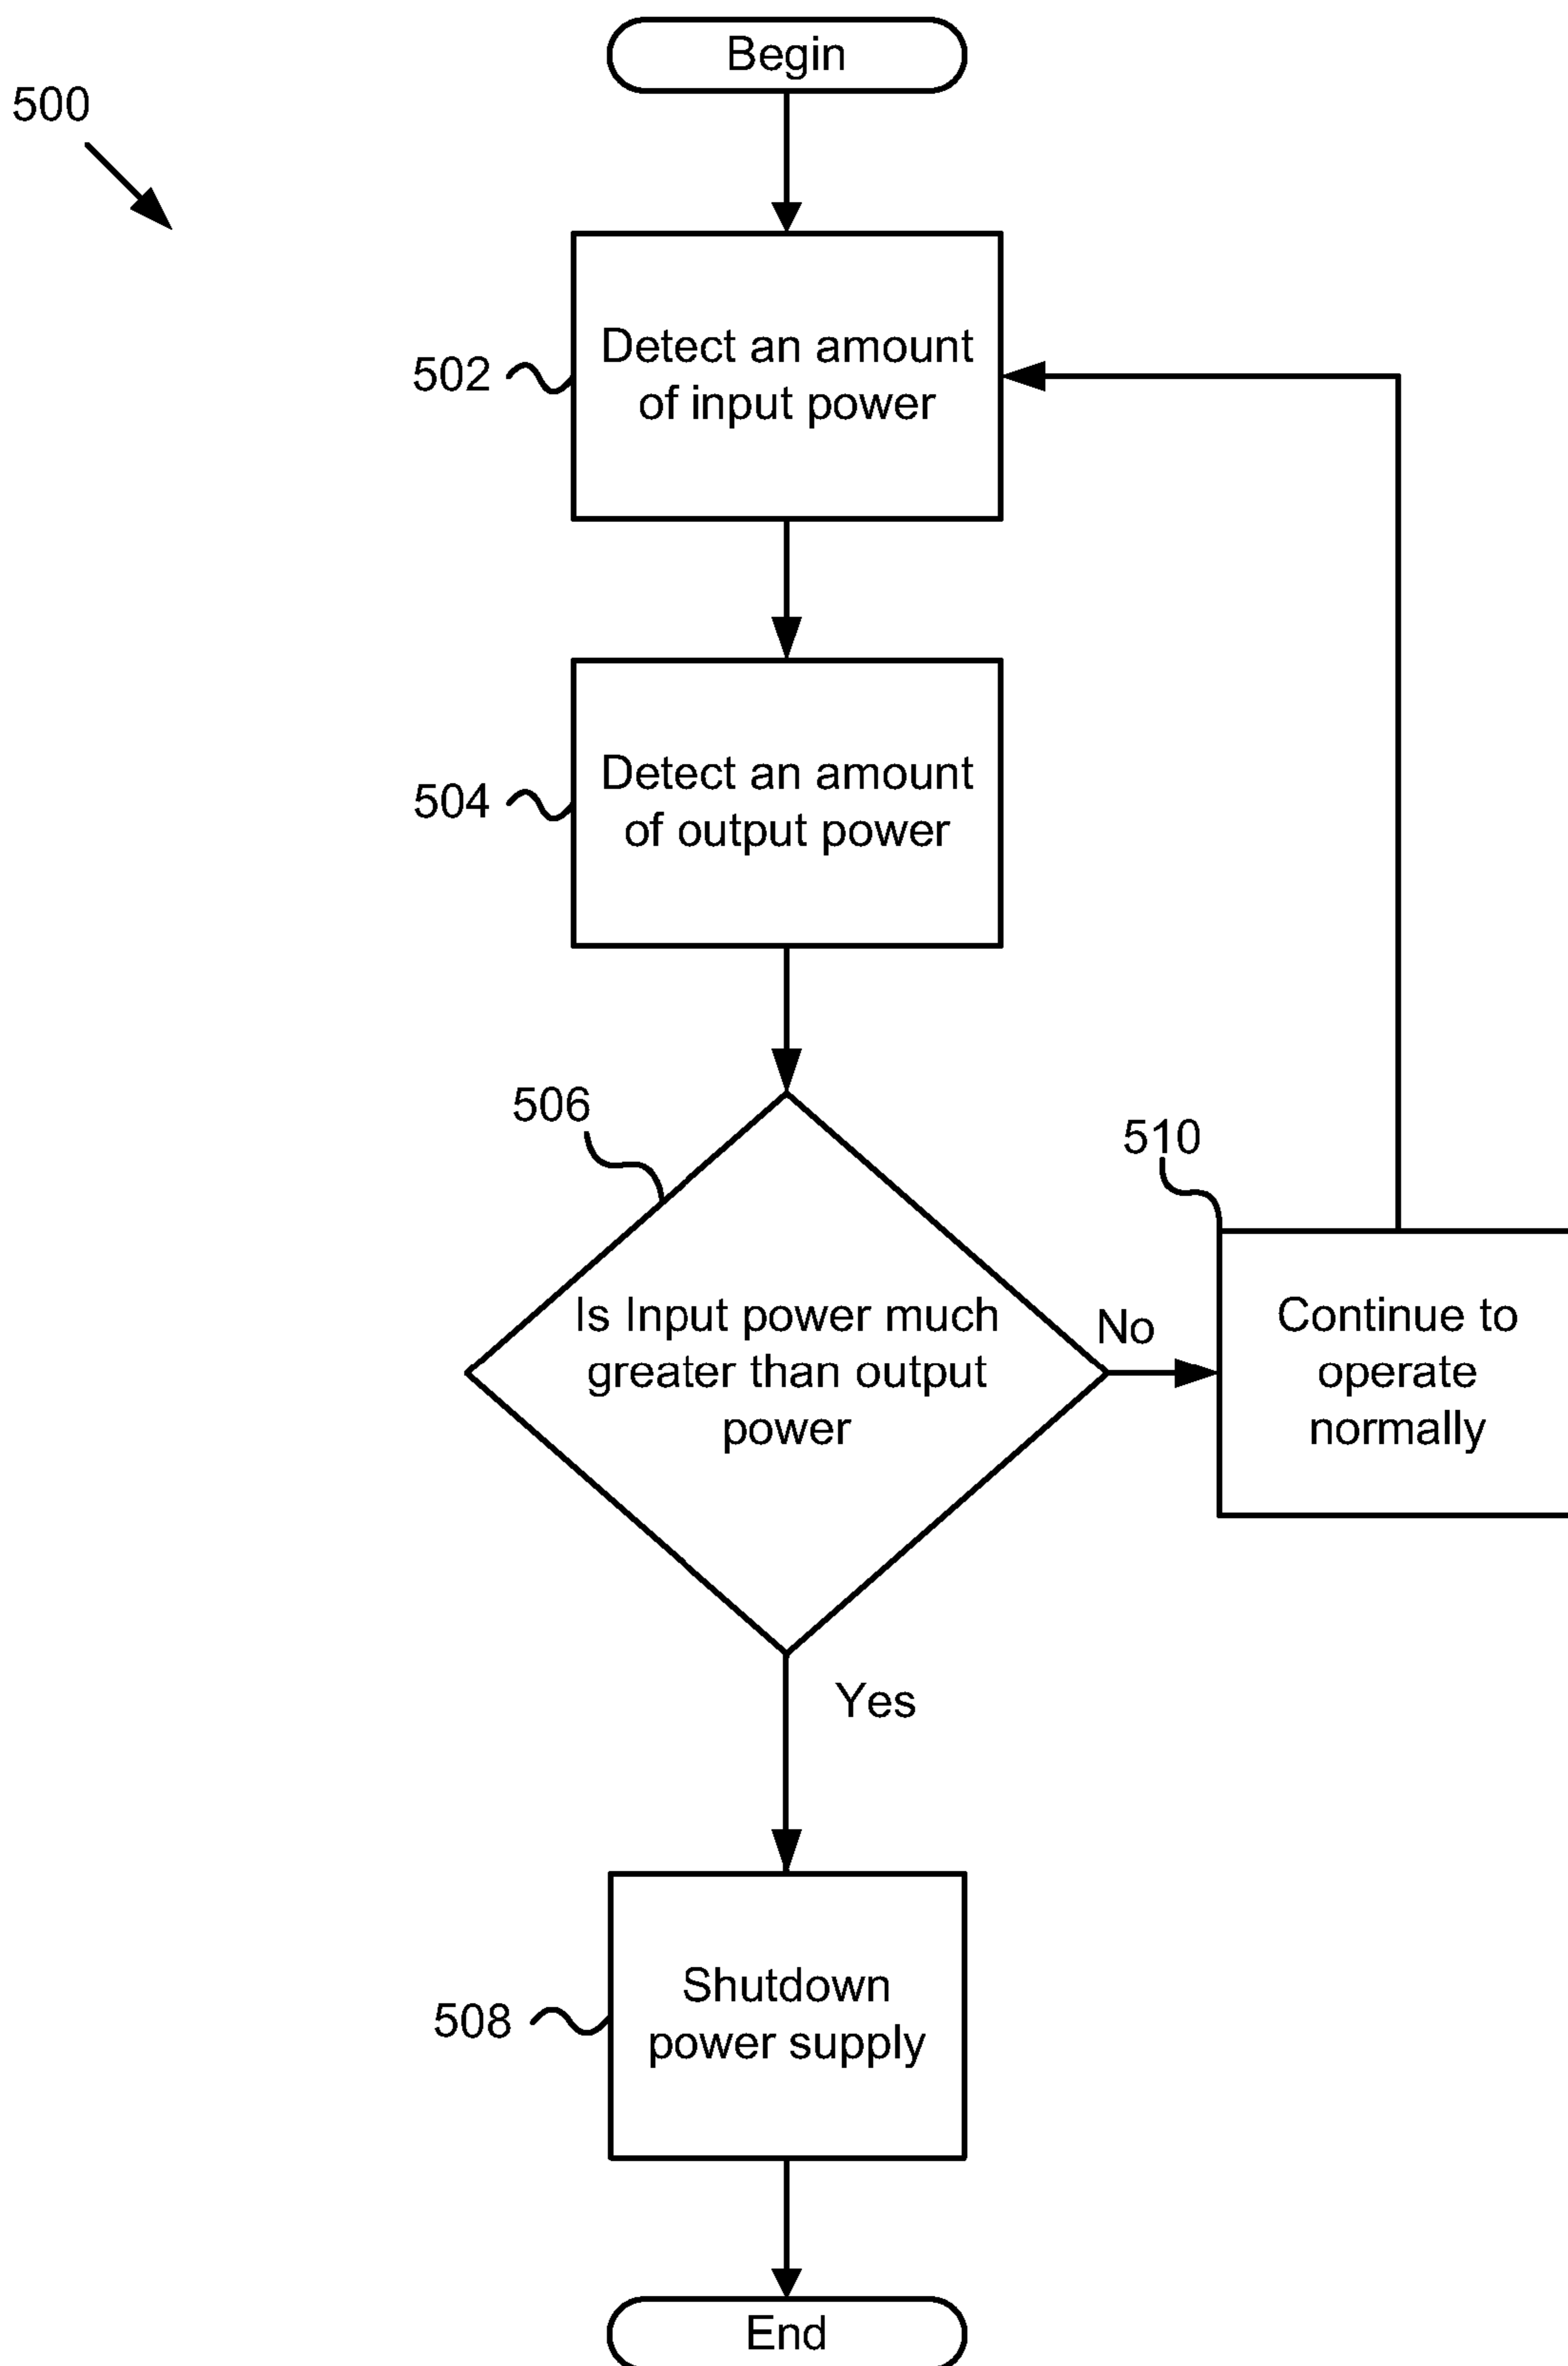 Begin
500
Detect an amount
of input power
502
Detect an amount
of output power
504
506
Is Input power much
greater than output
power
No
510
Continue to
operate
normally
Yes
Shutdown
power supply
508
End